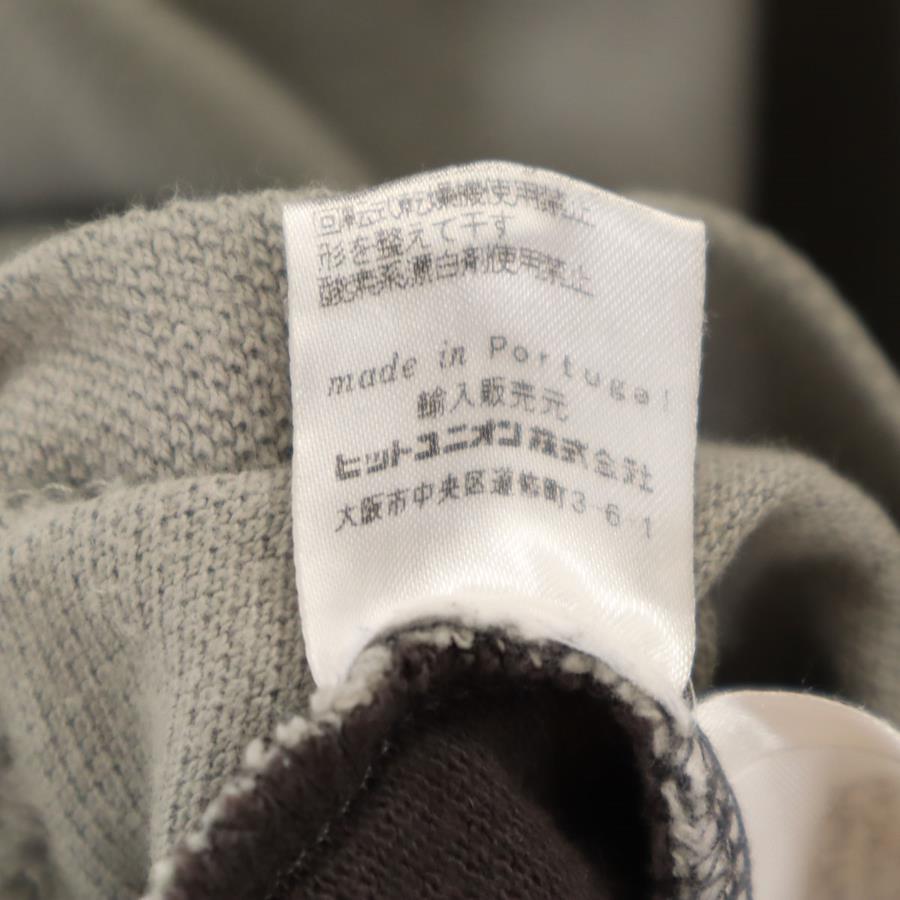 回転式乾燥機使用禁止
形を整えて干す
酸素系漂白剤使用禁止
made in Portugal
輸入販売元
ヒットユニオン株式会社
大阪市中央区道修町3-6-1